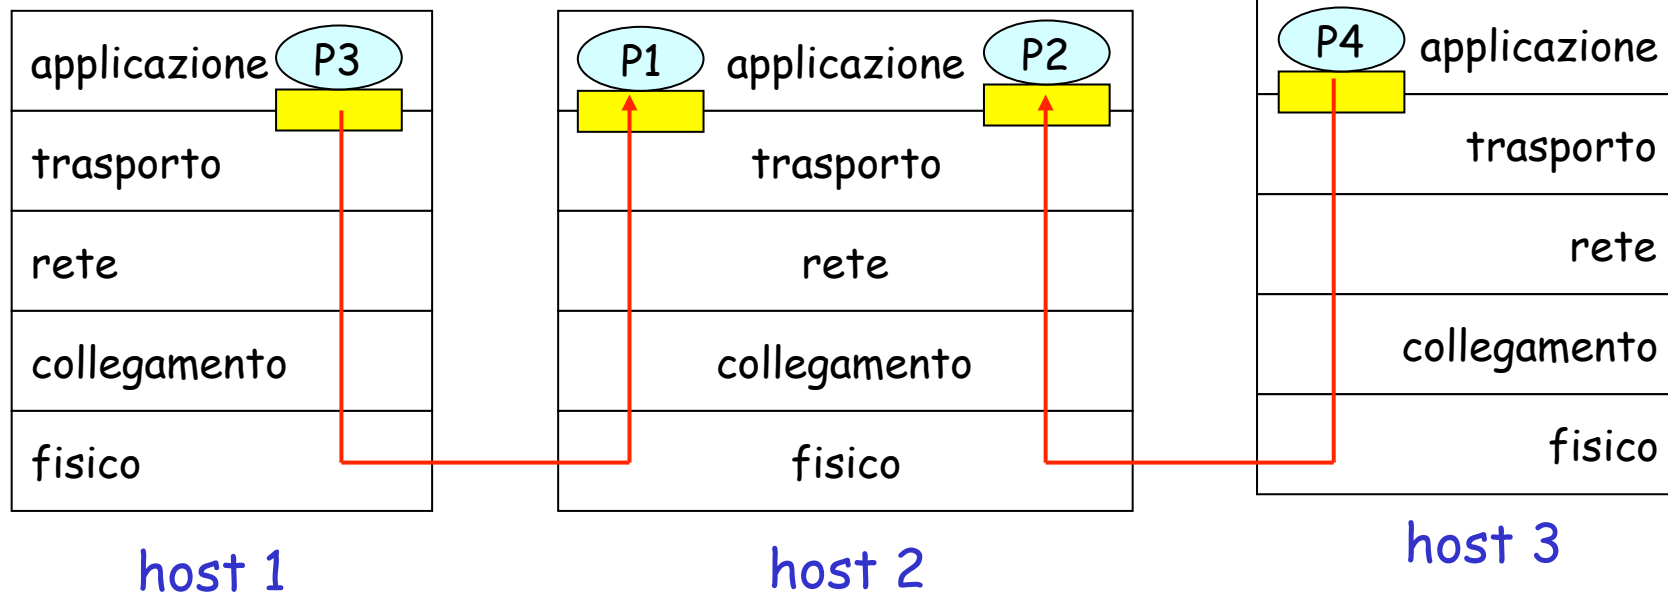 applicazione P3
trasporto
rete
collegamento
fisico
host 1
P1 applicazione P2
trasporto
rete
collegamento
fisico
host 2
P4 applicazione
trasporto
rete
collegamento
fisico
host 3